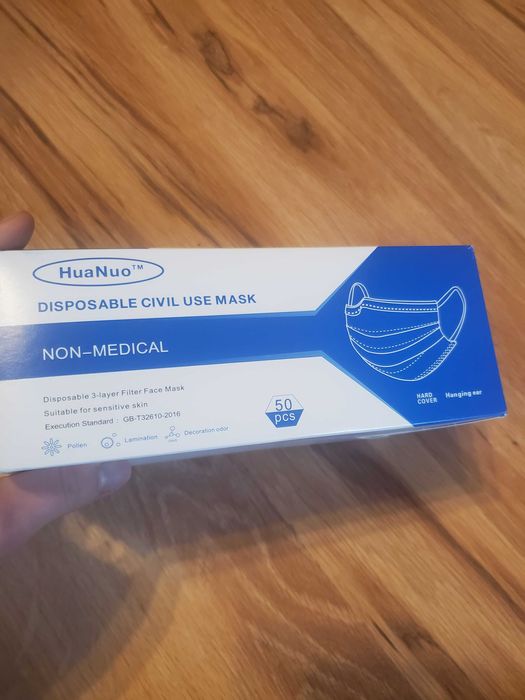 HuaNuo™
DISPOSABLE CIVIL USE MASK
NON-MEDICAL
Disposable 3-layer Filter Face Mask
Suitable for sensitive skin
Execution Standard : GB-T32610-2016
Pollen
Lamination
Decoration odor
50
pcs
HARD
COVER
Hanging ear